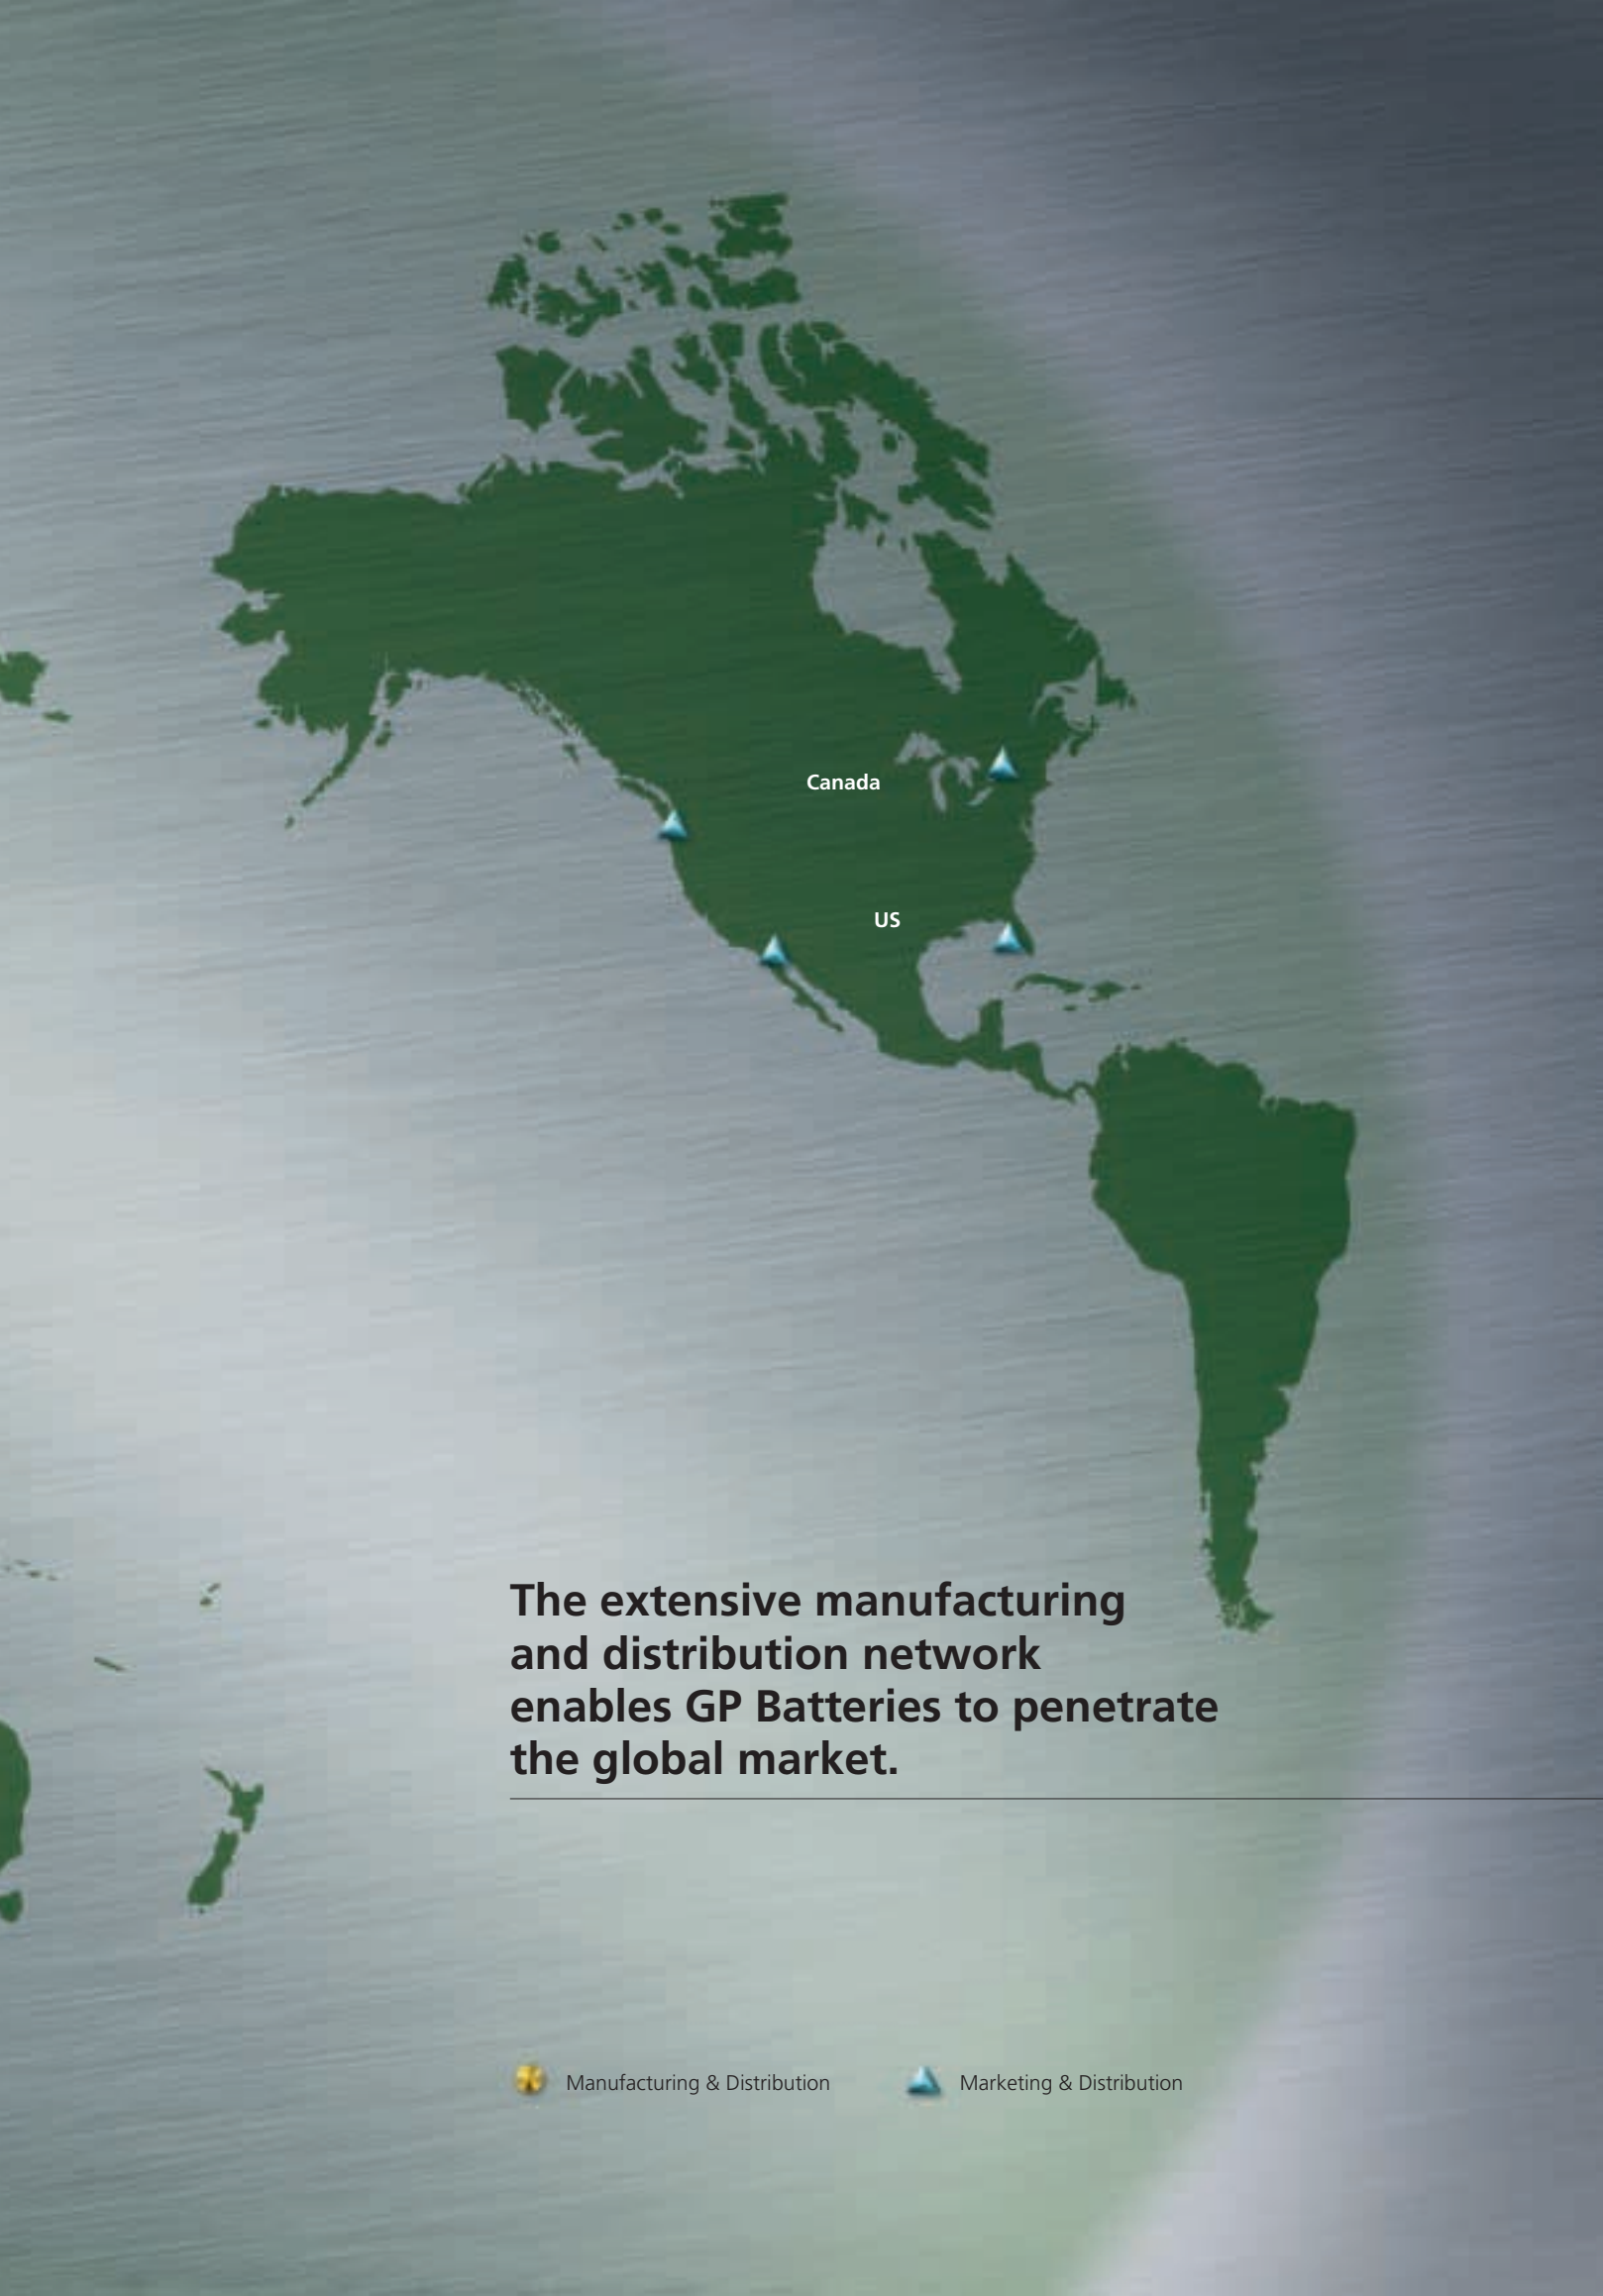 Canada
US
The extensive manufacturing
and distribution network
enables GP Batteries to penetrate
the global market.
Manufacturing & Distribution
Marketing & Distribution